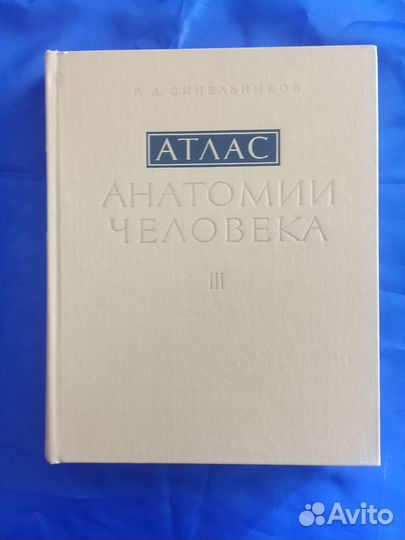 Р. Д. СИНЕЛЬНИКОВ
АТЛАС
АНАТОМИИ
ЧЕЛОВЕКА
III
Avito